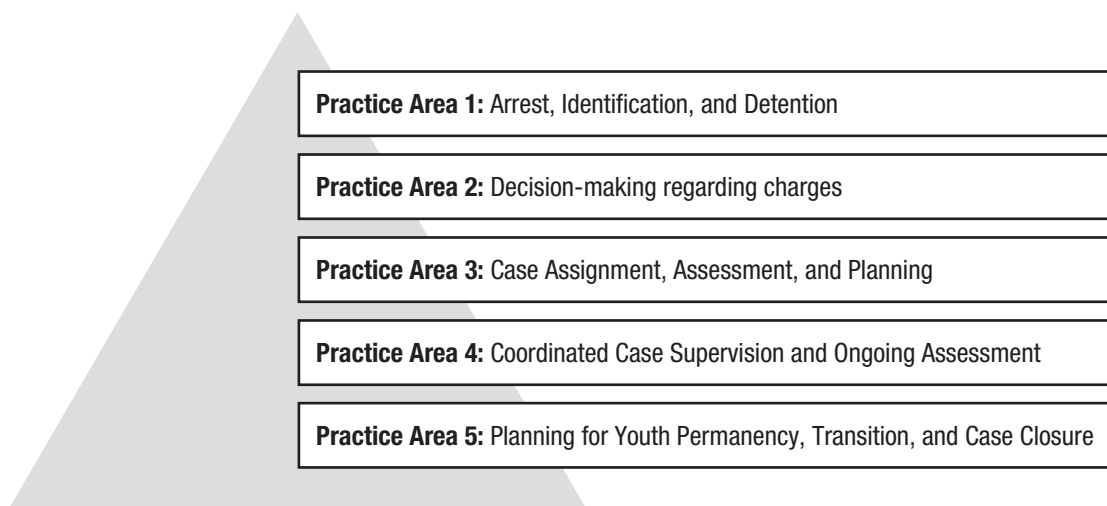 Practice Area 1: Arrest, Identification, and Detention
Practice Area 2: Decision-making regarding charges
Practice Area 3: Case Assignment, Assessment, and Planning
Practice Area 4: Coordinated Case Supervision and Ongoing Assessment
Practice Area 5: Planning for Youth Permanency, Transition, and Case Closure